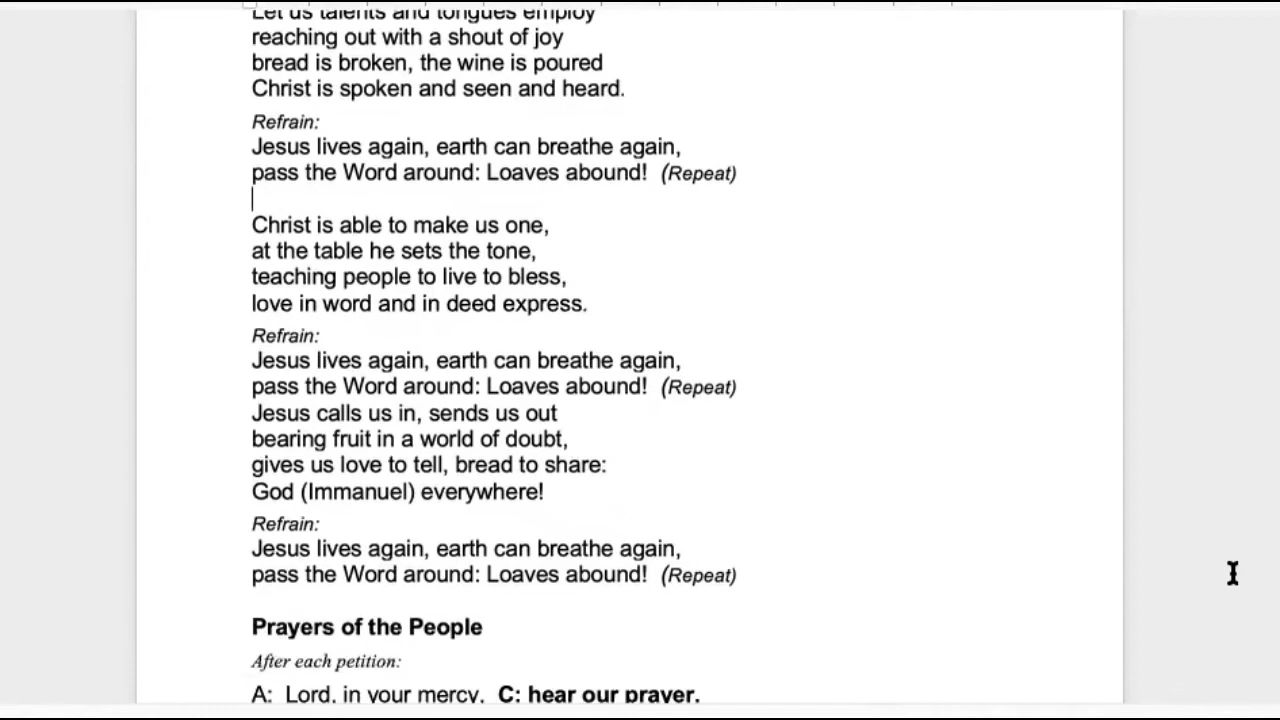 Let us talents and tongues employ
reaching out with a shout of joy
bread is broken, the wine is poured
Christ is spoken and seen and heard.
Refrain:
Jesus lives again, earth can breathe again,
pass the Word around: Loaves abound!  (Repeat)
Christ is able to make us one,
at the table he sets the tone,
teaching people to live to bless,
love in word and in deed express.
Refrain:
Jesus lives again, earth can breathe again,
pass the Word around: Loaves abound!  (Repeat)
Jesus calls us in, sends us out
bearing fruit in a world of doubt,
gives us love to tell, bread to share:
God (Immanuel) everywhere!
Refrain:
Jesus lives again, earth can breathe again,
pass the Word around: Loaves abound!  (Repeat)
Prayers of the People
After each petition:
A:  Lord, in your mercy,  C: hear our prayer.